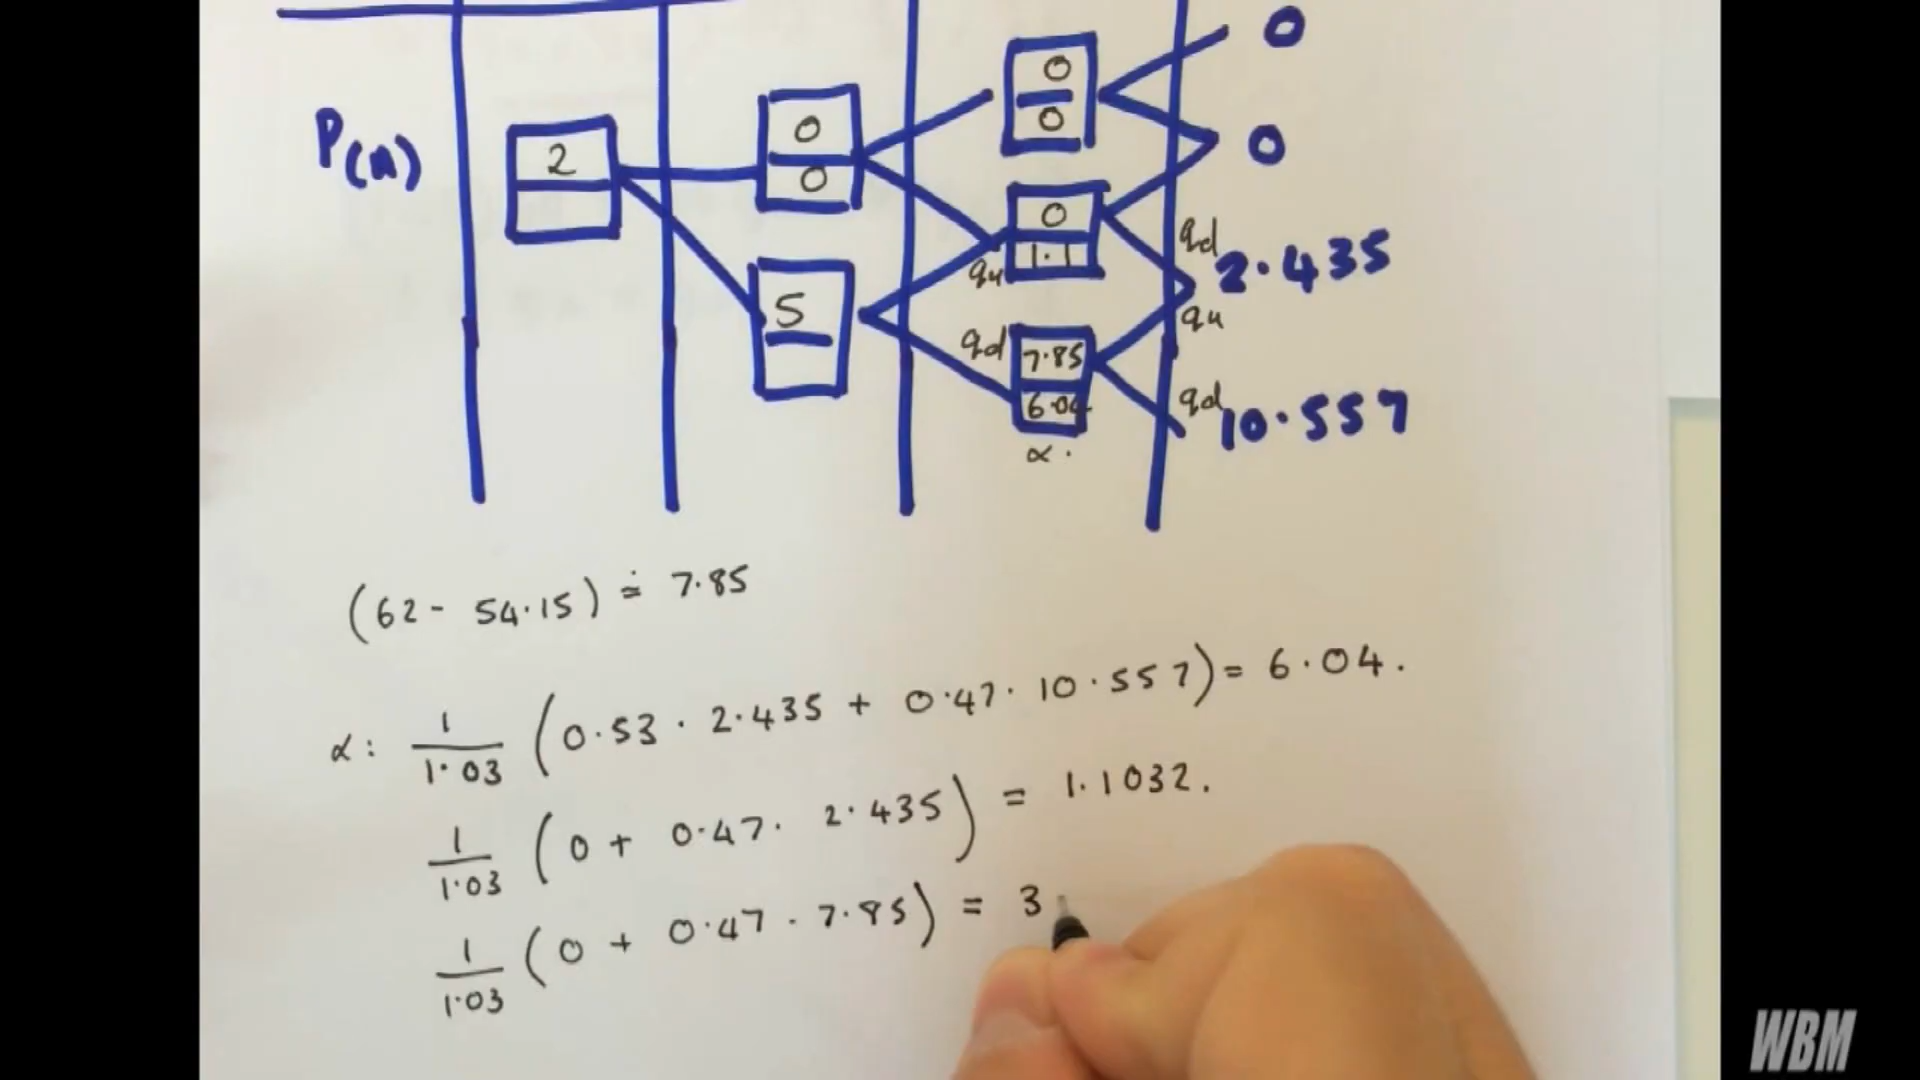 0
0
0
0
P(A)
2
0
0
0
1.1
qd
2.435
qu
5
qu
qd
7.85
6.04
qd
10.557
α.
(62 - 54.15) ≐ 7.85
α: 1/1.03 (0.53 · 2.435 + 0.47 · 10.557) = 6.04.
1/1.03 (0 + 0.47 · 2.435) = 1.1032.
1/1.03 (0 + 0.47 · 7.85) = 3
WBM